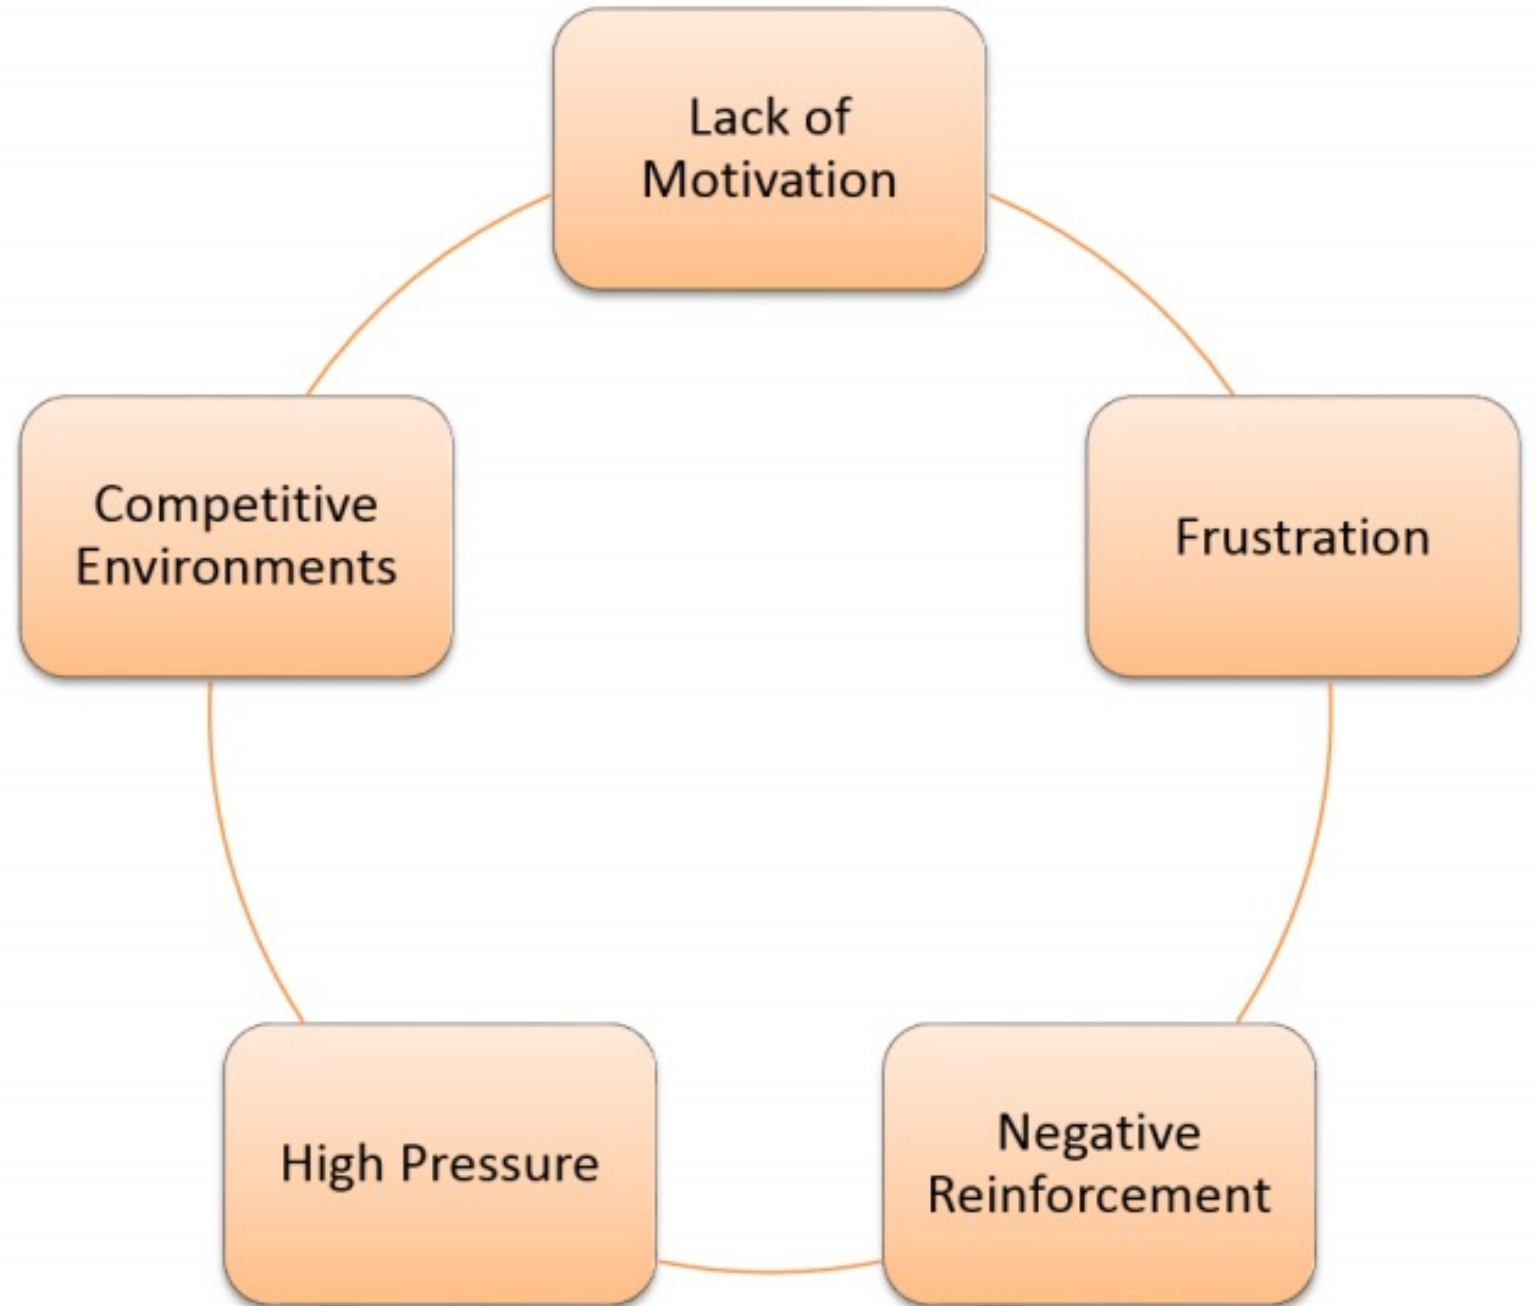 Lack of
Motivation
Competitive
Environments
Frustration
High Pressure
Negative
Reinforcement